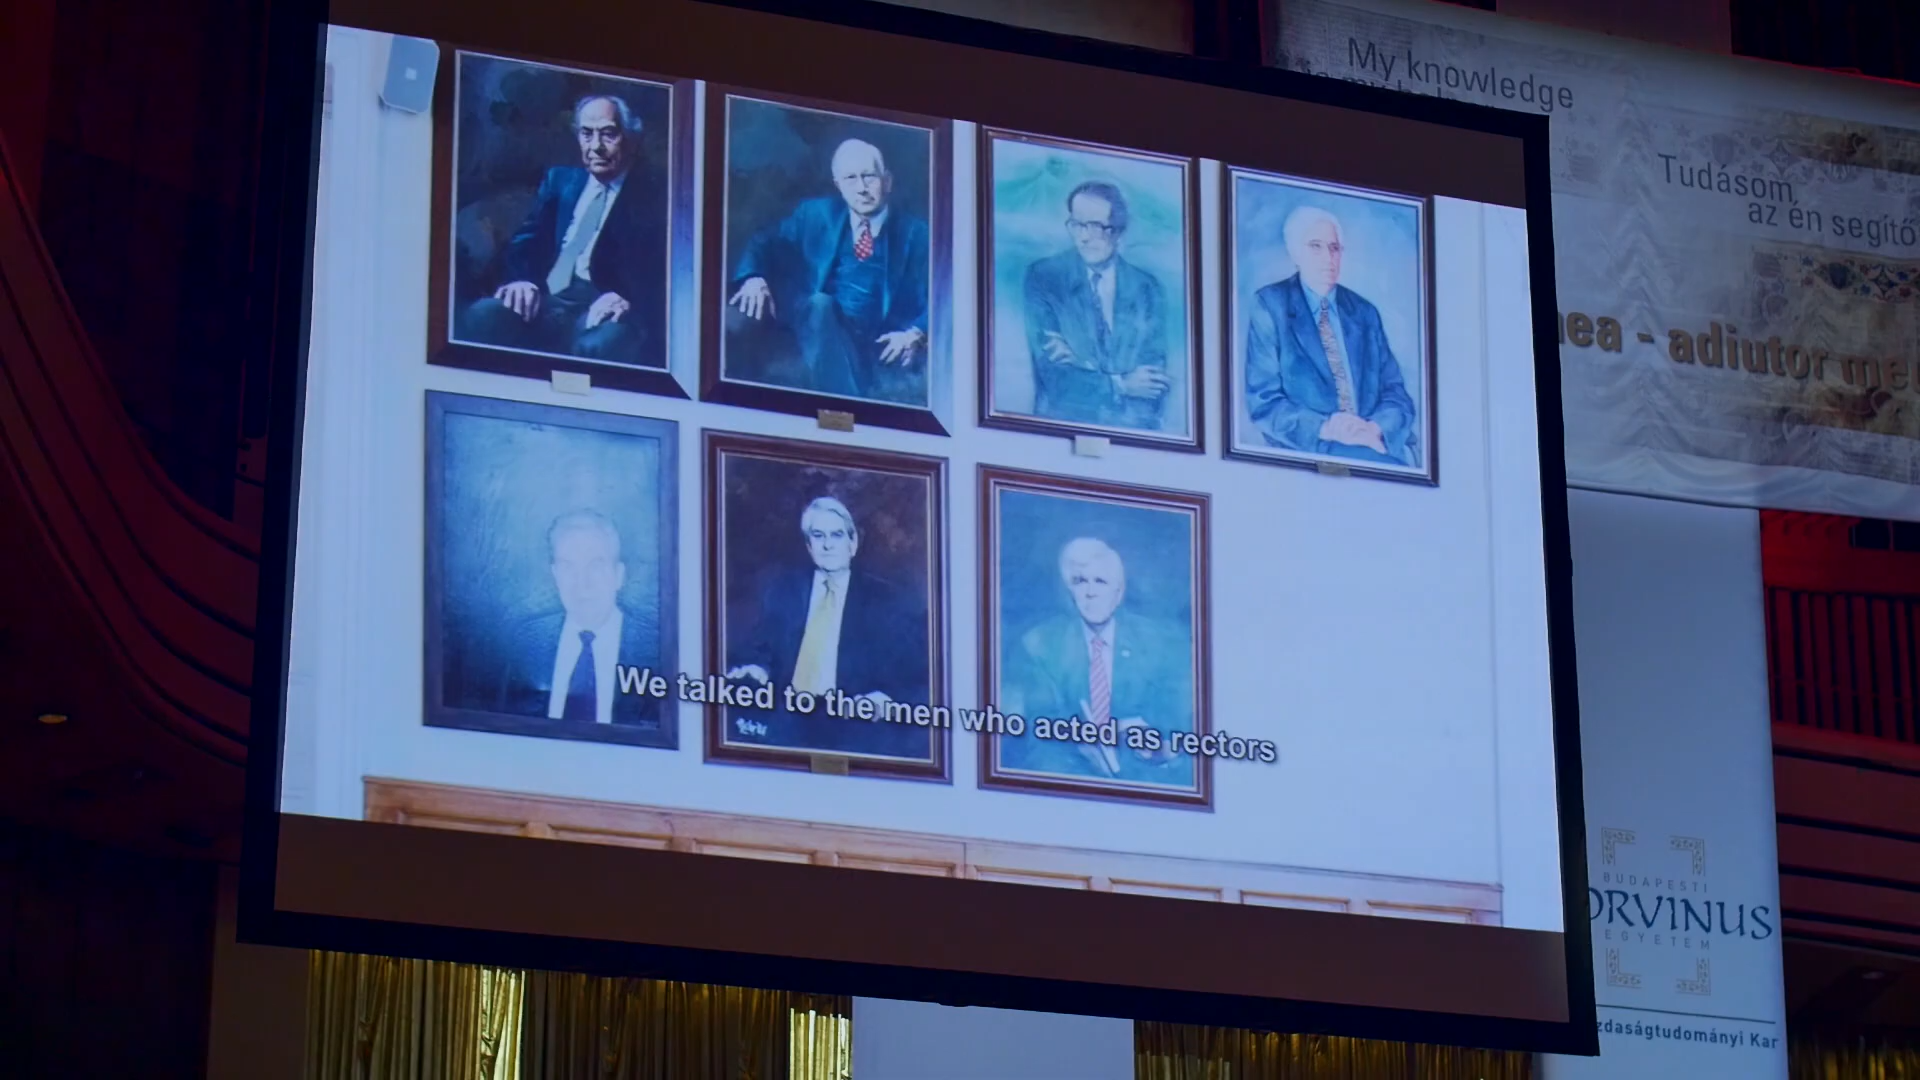 My knowledge
Tudásom
az én segítő
nea - adiutor me
We talked to the men who acted as rectors
BUDAPESTI
ORVINUS
EGYETEM
zdaságtudományi Kar